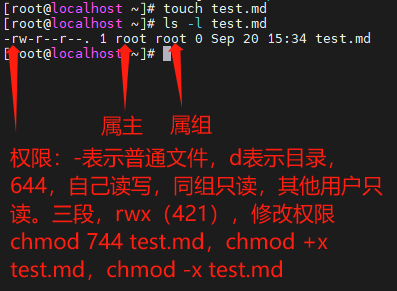 [root@localhost ~]# touch test.md
[root@localhost ~]# ls -l test.md
-rw-r--r--. 1 root root 0 Sep 20 15:34 test.md
[root@localhost ~]#
属主 属组
权限：-表示普通文件，d表示目录，
644，自己读写，同组只读，其他用户只
读。三段，rwx（421），修改权限
chmod 744 test.md，chmod +x
test.md，chmod -x test.md